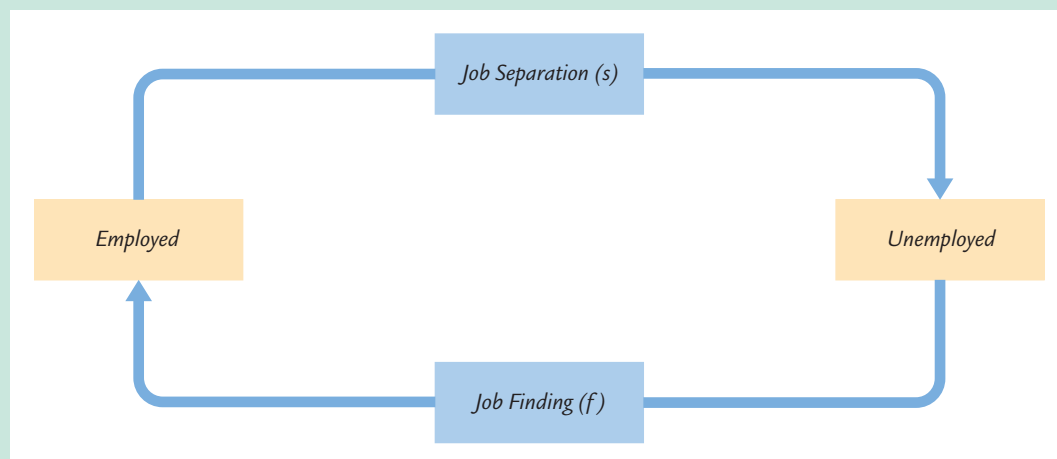 Job Separation (s)
Employed
Unemployed
Job Finding (f)